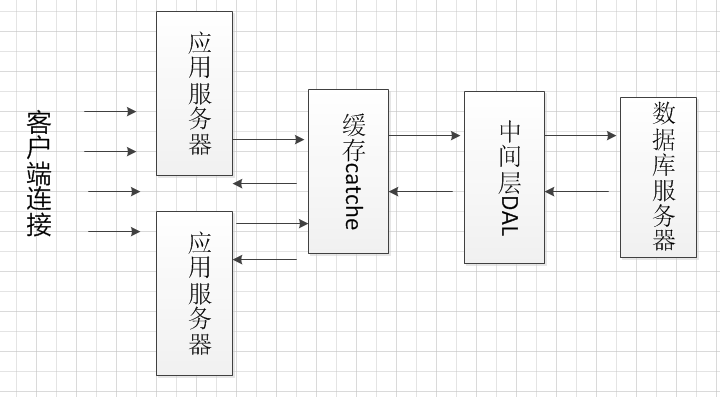 客户端连接
应用服务器
应用服务器
缓存catche
中间层DAL
数据库服务器